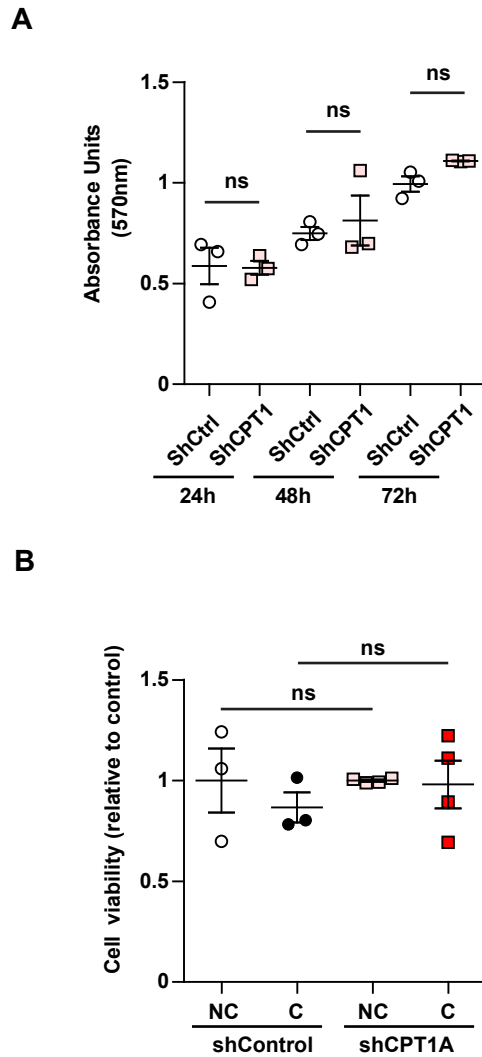 A
Absorbance Units
(570nm)
1.5
1
0.5
0
ns
ns
ns
ShCtrl
ShCPT1
ShCtrl
ShCPT1
ShCtrl
ShCPT1
24h
48h
72h
B
Cell viability (relative to control)
1.5
1
0.5
0
ns
ns
NC
C
NC
C
shControl
shCPT1A